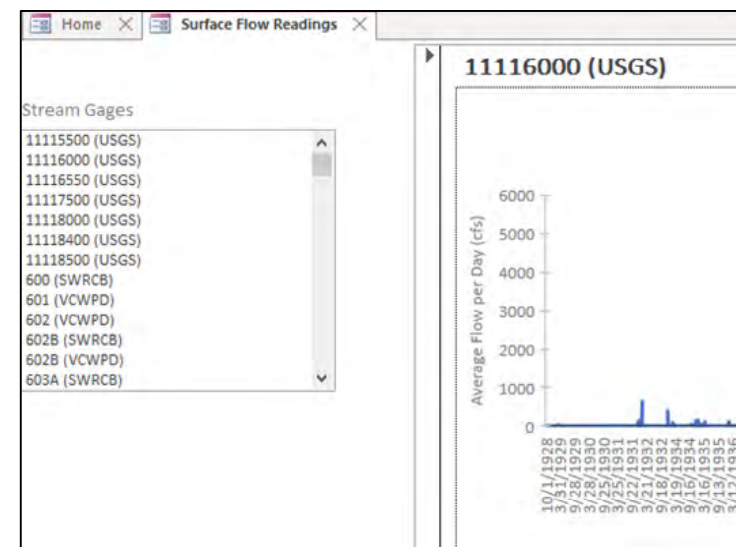 Home
Surface Flow Readings
Stream Gages
11115500 (USGS)
11116000 (USGS)
11116550 (USGS)
11117500 (USGS)
11118000 (USGS)
11118400 (USGS)
11118500 (USGS)
600 (SWRCB)
601 (VCWPD)
602 (VCWPD)
602B (SWRCB)
602B (VCWPD)
603A (SWRCB)
11116000 (USGS)
Average Flow per Day (cfs)
6000
5000
4000
3000
2000
1000
0
10/1/1928
3/31/1929
9/28/1929
3/28/1930
9/25/1930
3/25/1931
9/22/1931
3/21/1932
9/18/1932
3/19/1934
9/16/1934
3/16/1935
9/13/1935
3/12/1936